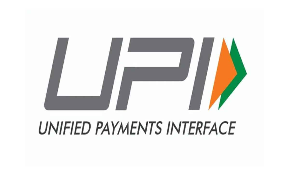 UPI
UNIFIED PAYMENTS INTERFACE